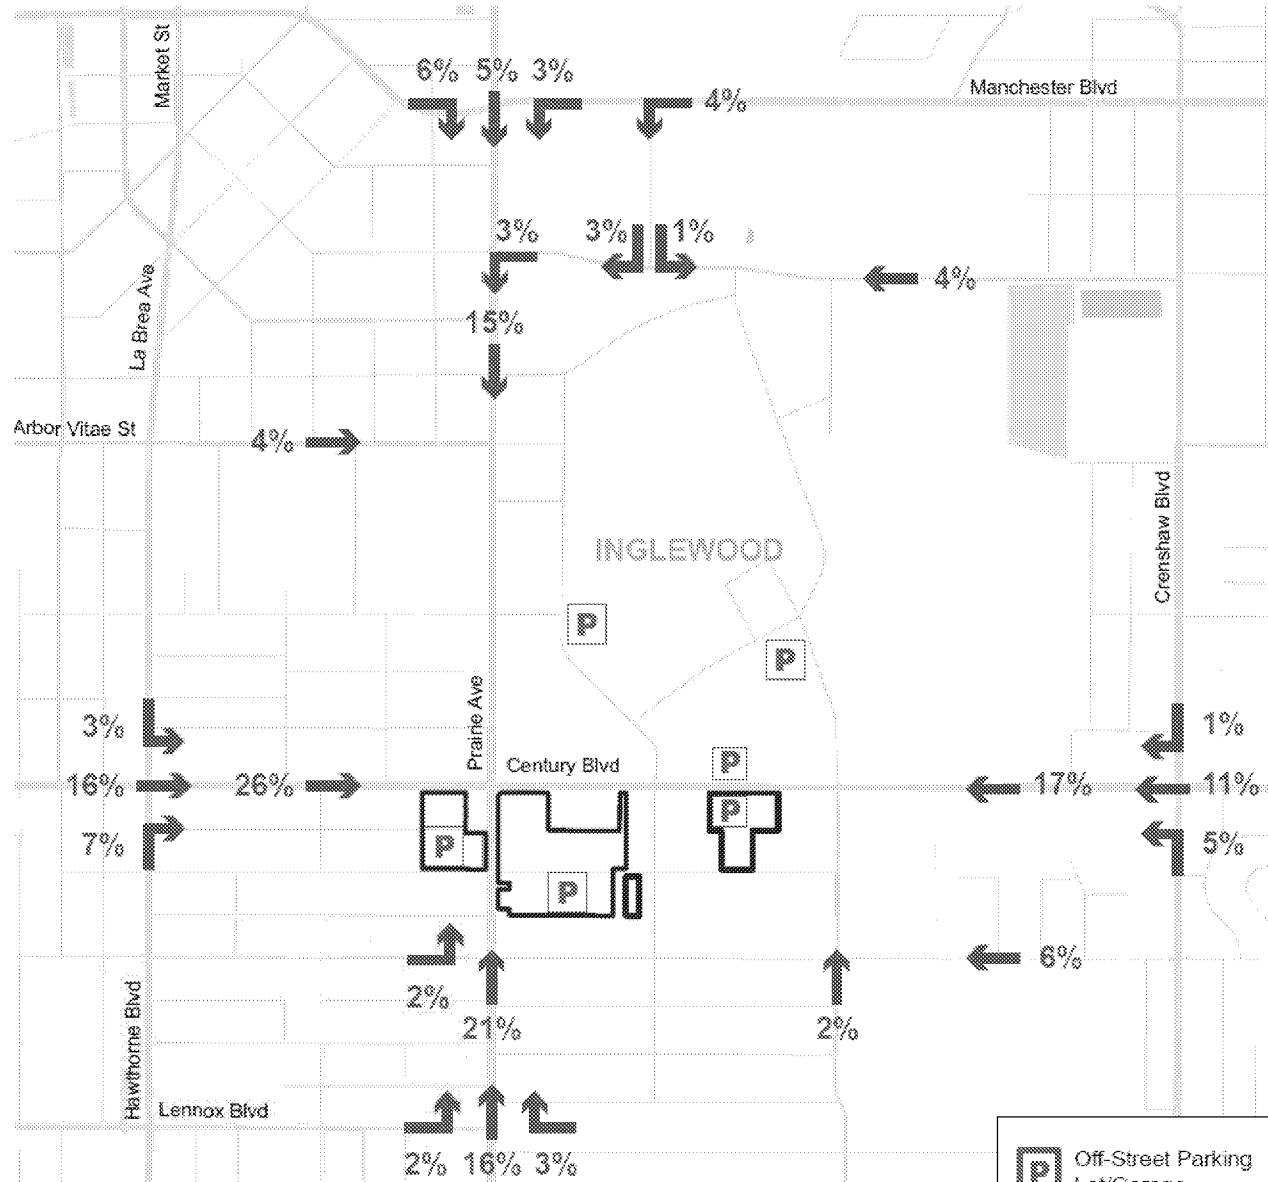 Market St
6% 5% 3%
4%
Manchester Blvd
3% 3% 1%
4%
La Brea Ave
15%
Arbor Vitae St
4%
Crenshaw Blvd
INGLEWOOD
P
P
3%
Prairie Ave
1%
P
Century Blvd
16% 26%
17% 11%
P
7%
P
5%
P
6%
2%
21%
2%
Hawthorne Blvd
Lennox Blvd
2% 16% 3%
P
Off-Street Parking